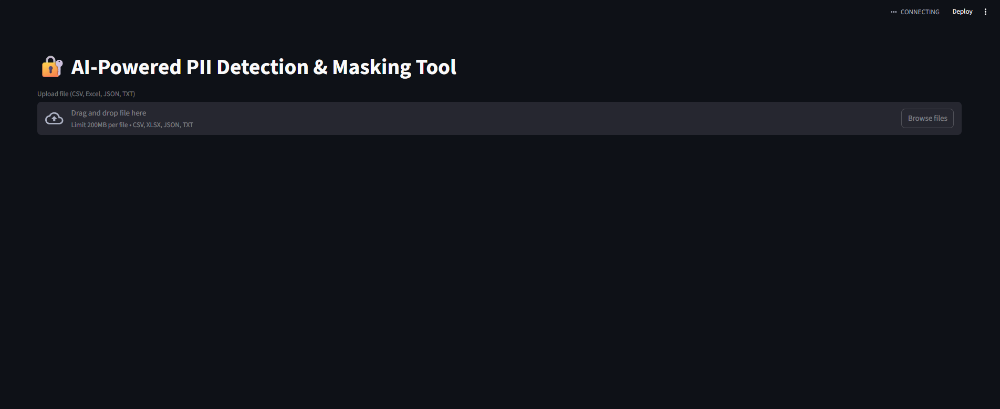 CONNECTING Deploy
AI-Powered PII Detection & Masking Tool
Upload file (CSV, Excel, JSON, TXT)
Drag and drop file here
Limit 200MB per file • CSV, XLSX, JSON, TXT
Browse files